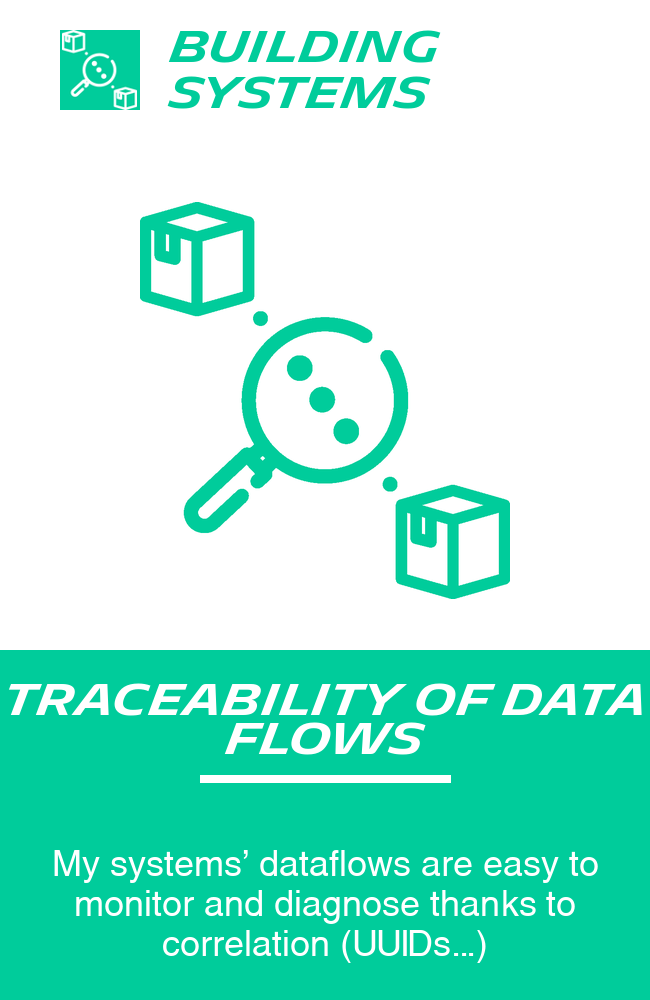 BUILDING
SYSTEMS
TRACEABILITY OF DATA
FLOWS
My systems’ dataflows are easy to
monitor and diagnose thanks to
correlation (UUIDs...)